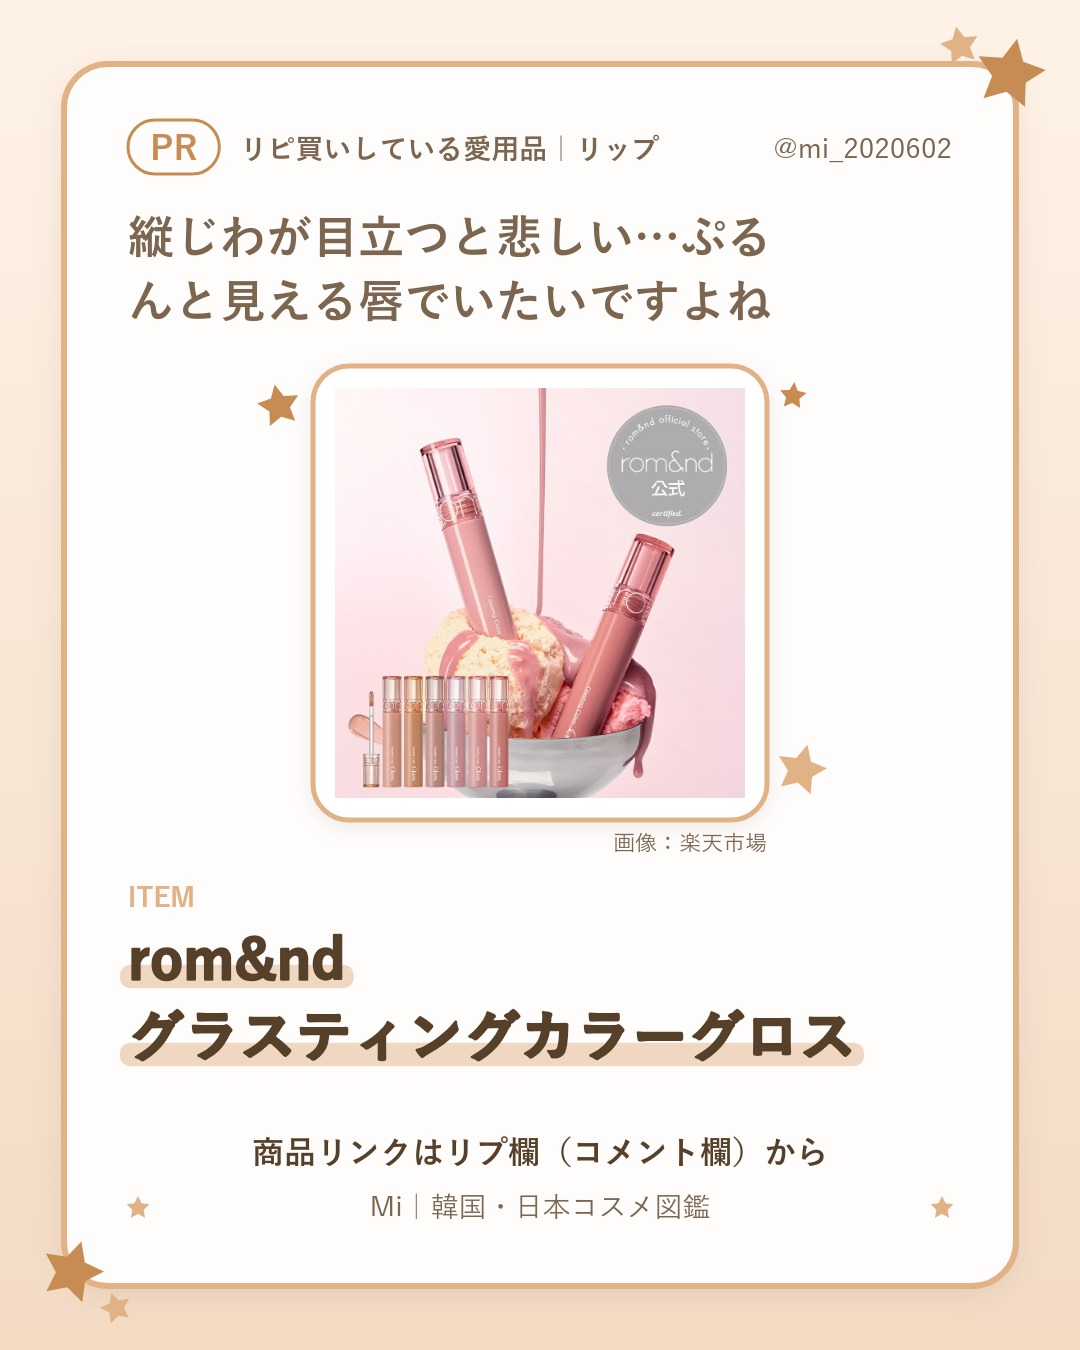 PR
リピ買いしている愛用品｜リップ
@mi_2020602
縦じわが目立つと悲しい…ぷる
んと見える唇でいたいですよね
rom&nd official store
rom&nd
公式
certified.
画像：楽天市場
ITEM
rom&nd
グラスティングカラーグロス
商品リンクはリプ欄（コメント欄）から
Mi｜韓国・日本コスメ図鑑